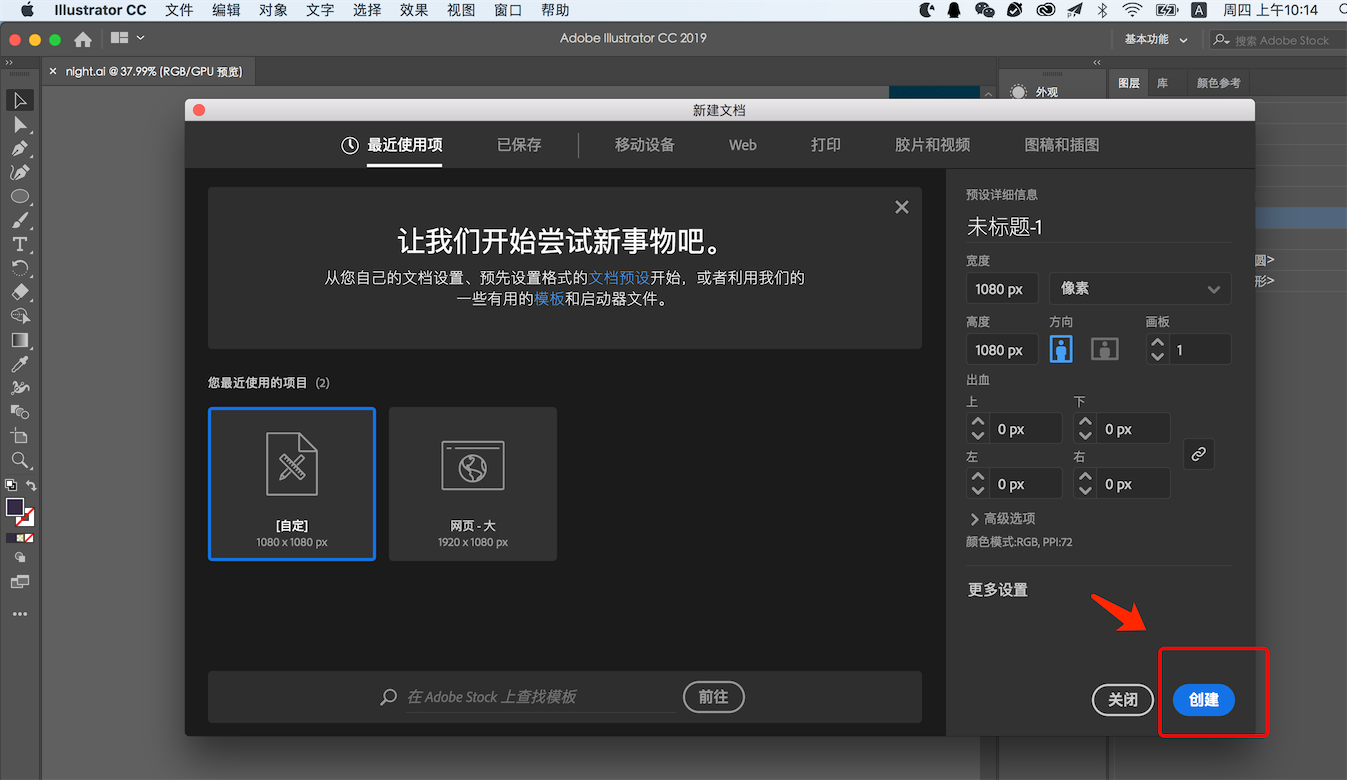 Illustrator CC 文件 编辑 对象 文字 选择 效果 视图 窗口 帮助 A 周四 上午10:14
Adobe Illustrator CC 2019 基本功能 搜索 Adobe Stock
× night.ai @ 37.99% (RGB/GPU 预览)
外观 图层 库 颜色参考
新建文档
最近使用项 已保存 移动设备 Web 打印 胶片和视频 图稿和插图
让我们开始尝试新事物吧。
从您自己的文档设置、预先设置格式的文档预设开始，或者利用我们的
一些有用的模板和启动器文件。
您最近使用的项目 (2)
[自定]
1080 x 1080 px
网页 - 大
1920 x 1080 px
在 Adobe Stock 上查找模板 前往
预设详细信息
未标题-1
宽度
1080 px 像素
高度 方向 画板
1080 px 1
出血
上 下
0 px 0 px
左 右
0 px 0 px
高级选项
颜色模式:RGB, PPI:72
更多设置
关闭 创建
圆>
形>